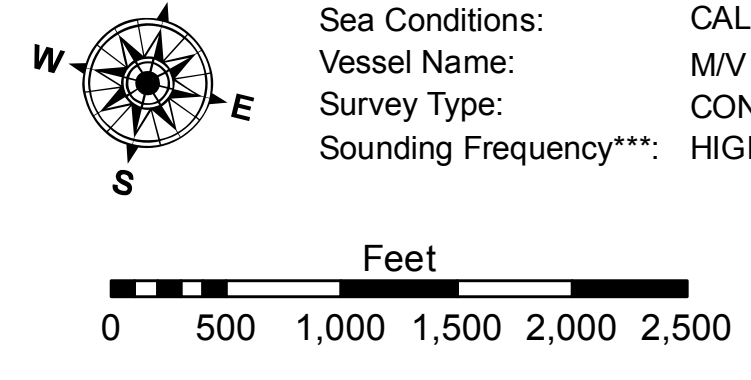 Sea Conditions:
Vessel Name: M/V
Survey Type:
Sounding Frequency***:
W
E
S
Feet
0 500 1,000 1,500 2,000 2,500